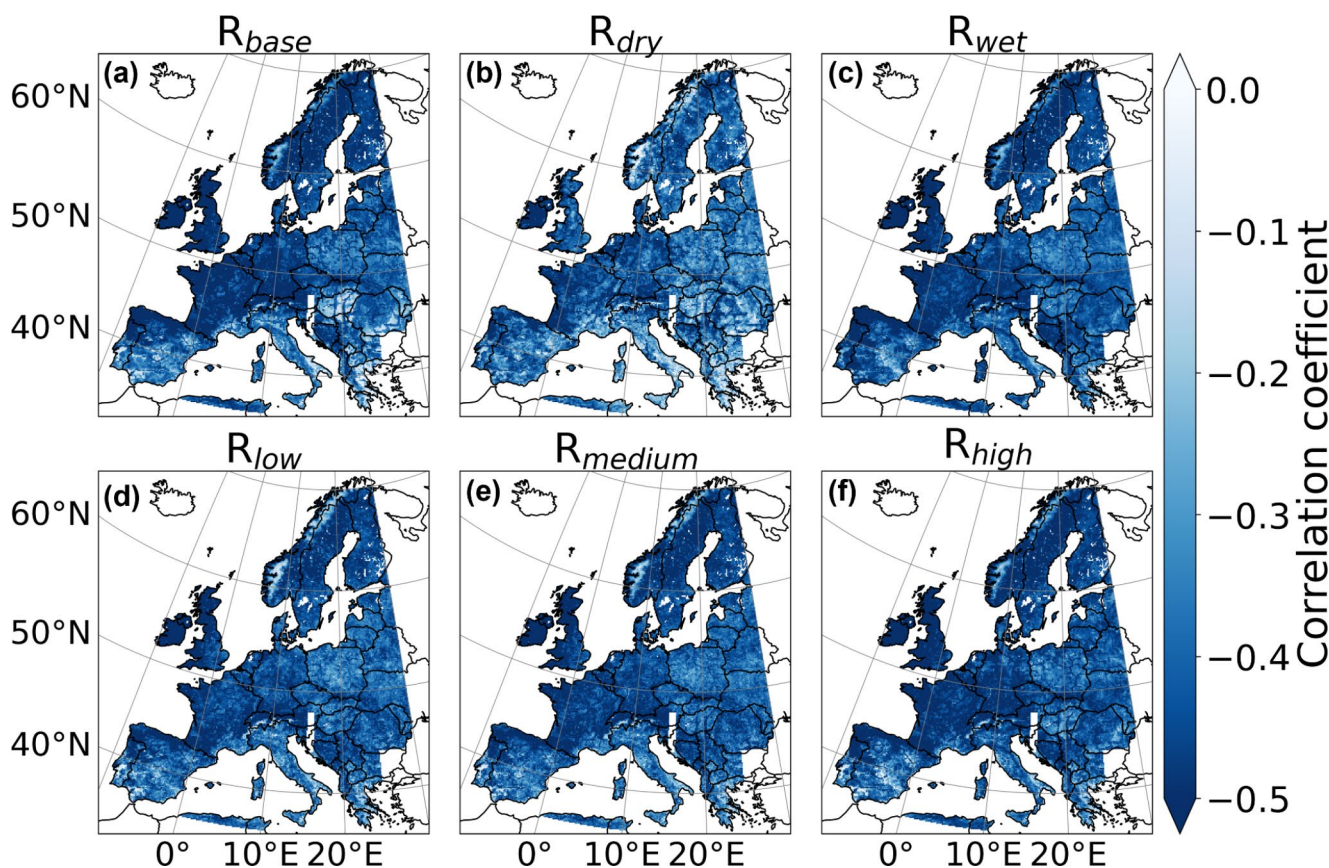 R_base R_dry R_wet
(a) (b) (c)
60°N
50°N
40°N
R_low R_medium R_high
(d) (e) (f)
60°N
50°N
40°N
0° 10°E 20°E 0° 10°E 20°E 0° 10°E 20°E
0.0
−0.1
−0.2
−0.3
−0.4
−0.5
Correlation coefficient